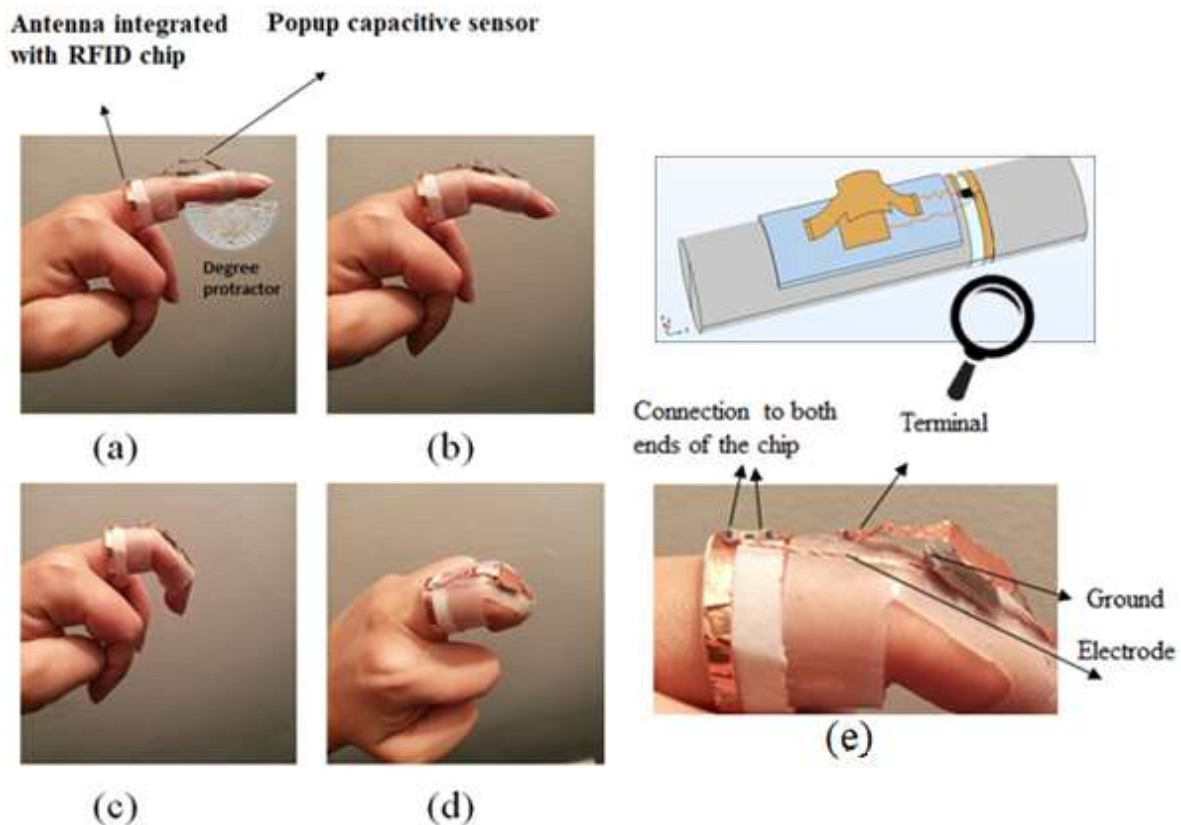 Antenna integrated
with RFID chip
Popup capacitive sensor
Degree
protractor
(a)
(b)
Connection to both
ends of the chip
Terminal
Ground
Electrode
(c)
(d)
(e)